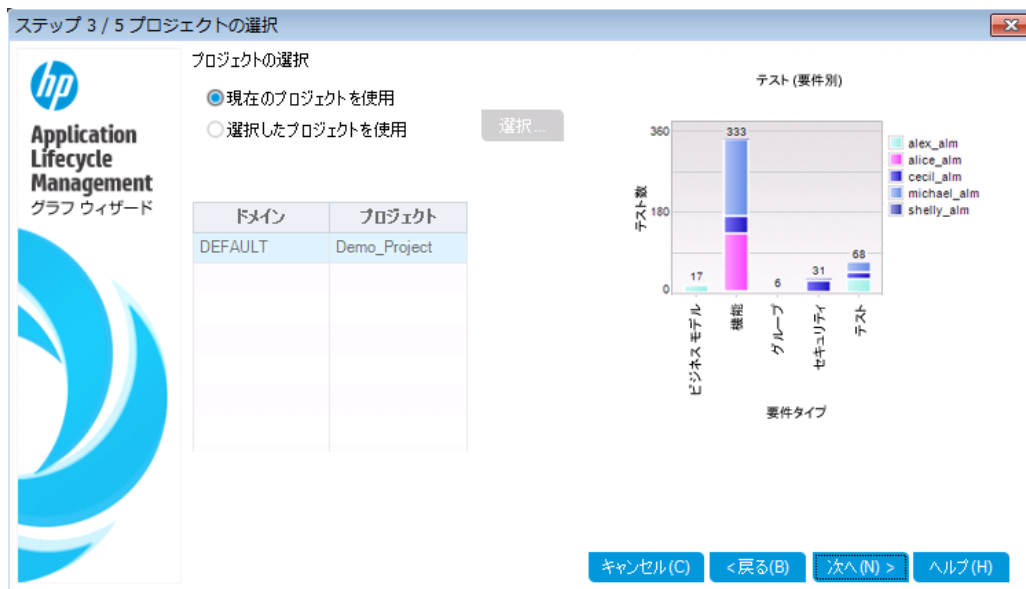 ステップ 3 / 5 プロジェクトの選択
hp
Application
Lifecycle
Management
グラフ ウィザード
プロジェクトの選択
現在のプロジェクトを使用
選択したプロジェクトを使用
選択...
ドメイン プロジェクト
DEFAULT Demo_Project
テスト (要件別)
テスト数
360
180
0
17
333
6
31
68
ビジネス モデル
機能
グループ
セキュリティ
テスト
要件タイプ
alex_alm
alice_alm
cecil_alm
michael_alm
shelly_alm
キャンセル(C) <戻る(B) 次へ(N) > ヘルプ(H)